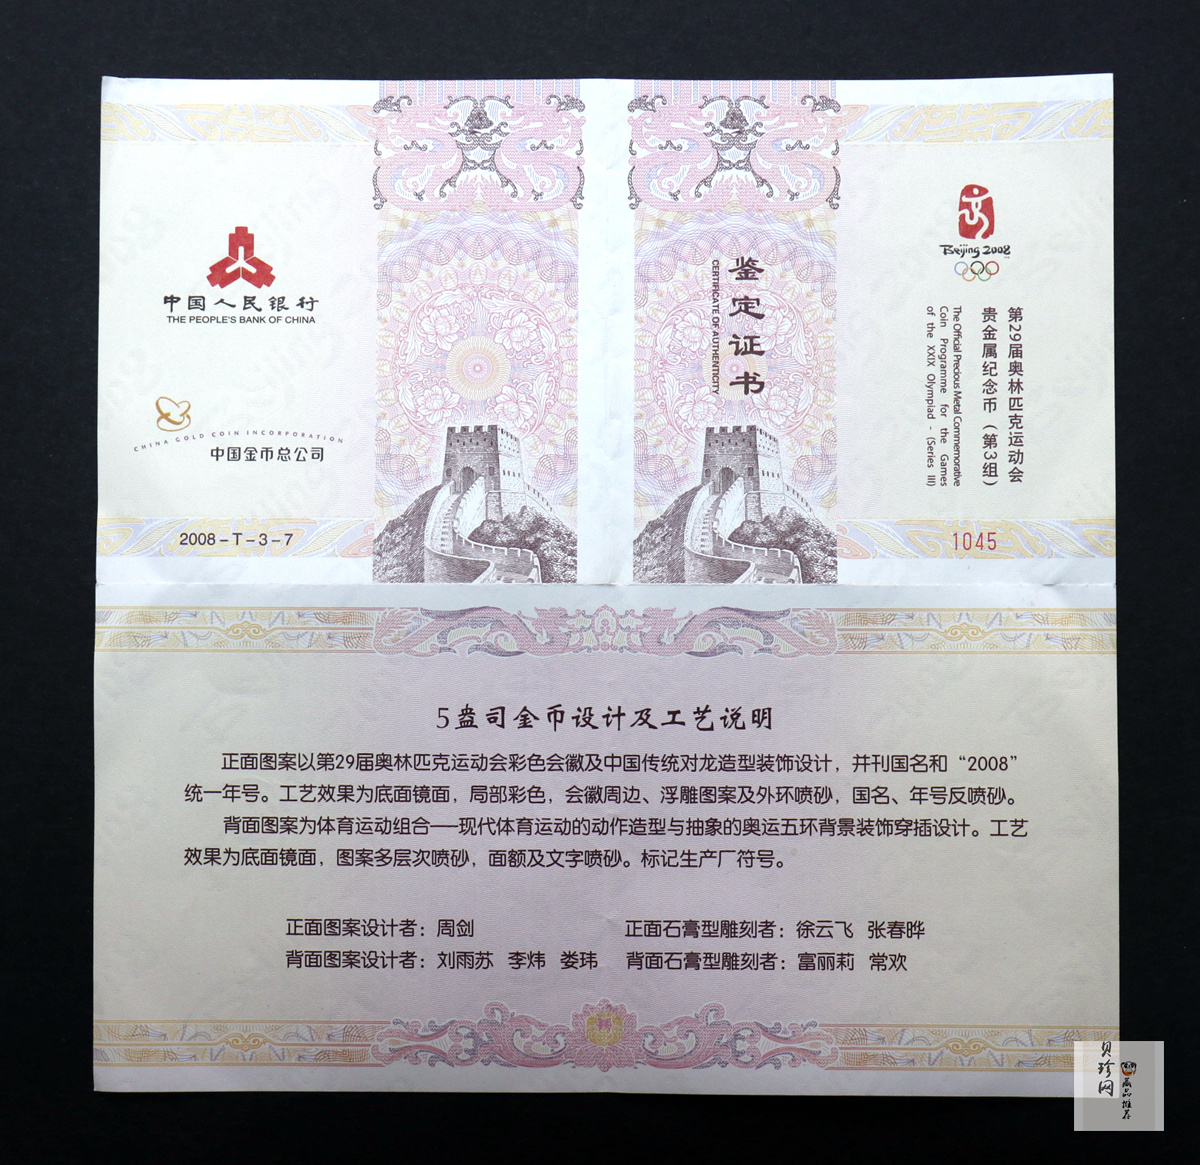 中国人民银行
THE PEOPLE'S BANK OF CHINA
CHINA GOLD COIN INCORPORATION
中国金币总公司
2008-T-3-7
鉴定证书
CERTIFICATE OF AUTHENTICITY
Beijing 2008
第29届奥林匹克运动会
贵金属纪念币（第3组）
The Official Precious Metal Commemorative
Coin Programme for the Games
of the XXIX Olympiad - (Series III)
1045
5盎司金币设计及工艺说明
正面图案以第29届奥林匹克运动会彩色会徽及中国传统对龙造型装饰设计，并刊国名和“2008”
统一年号。工艺效果为底面镜面，局部彩色，会徽周边、浮雕图案及外环喷砂，国名、年号反喷砂。
背面图案为体育运动组合——现代体育运动的动作造型与抽象的奥运五环背景装饰穿插设计。工艺
效果为底面镜面，图案多层次喷砂，面额及文字喷砂。标记生产厂符号。
正面图案设计者：周剑 正面石膏型雕刻者：徐云飞 张春晔
背面图案设计者：刘雨苏 李炜 娄玮 背面石膏型雕刻者：富丽莉 常欢
贝珍网
藏品推荐